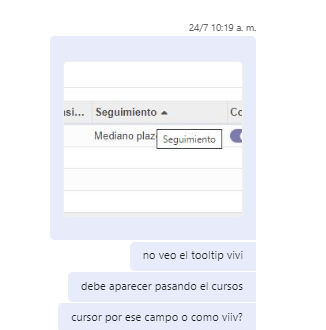 24/7 10:19 a. m.
nsi... Seguimiento Co
Mediano plaz
Seguimiento
no veo el tooltip vivi
debe aparecer pasando el cursos
cursor por ese campo o como viiv?